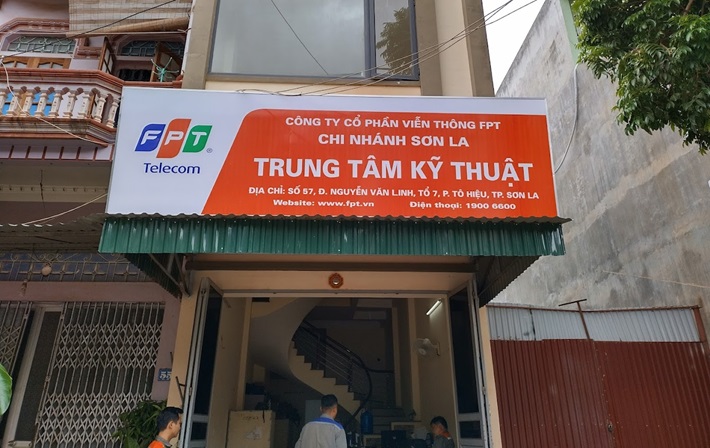 FPT
Telecom
CÔNG TY CỔ PHẦN VIỄN THÔNG FPT
CHI NHÁNH SƠN LA
TRUNG TÂM KỸ THUẬT
ĐỊA CHỈ: SỐ 57, Đ. NGUYỄN VĂN LINH, TỔ 7, P. TÔ HIỆU, TP. SƠN LA
Website: www.fpt.vn Điện thoại: 1900 6600